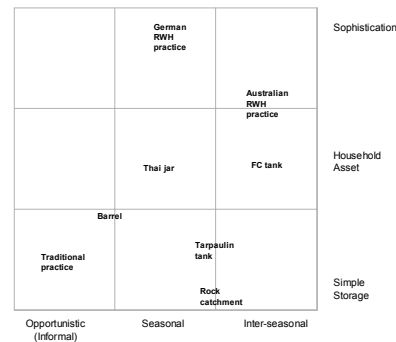 German
RWH
practice
Sophistication
Australian
RWH
practice
Thai jar
FC tank
Household
Asset
Barrel
Traditional
practice
Tarpaulin
tank
Rock
catchment
Simple
Storage
Opportunistic
(Informal)
Seasonal
Inter-seasonal